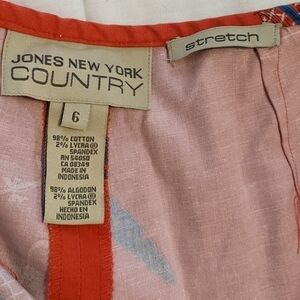 JONES NEW YORK
COUNTRY
stretch
6
98% COTTON
2% LYCRA®
SPANDEX
RN 54050
CA 08349
MADE IN
INDONESIA
98% ALGODON
2% LYCRA®
SPANDEX
HECHO EN
INDONESIA